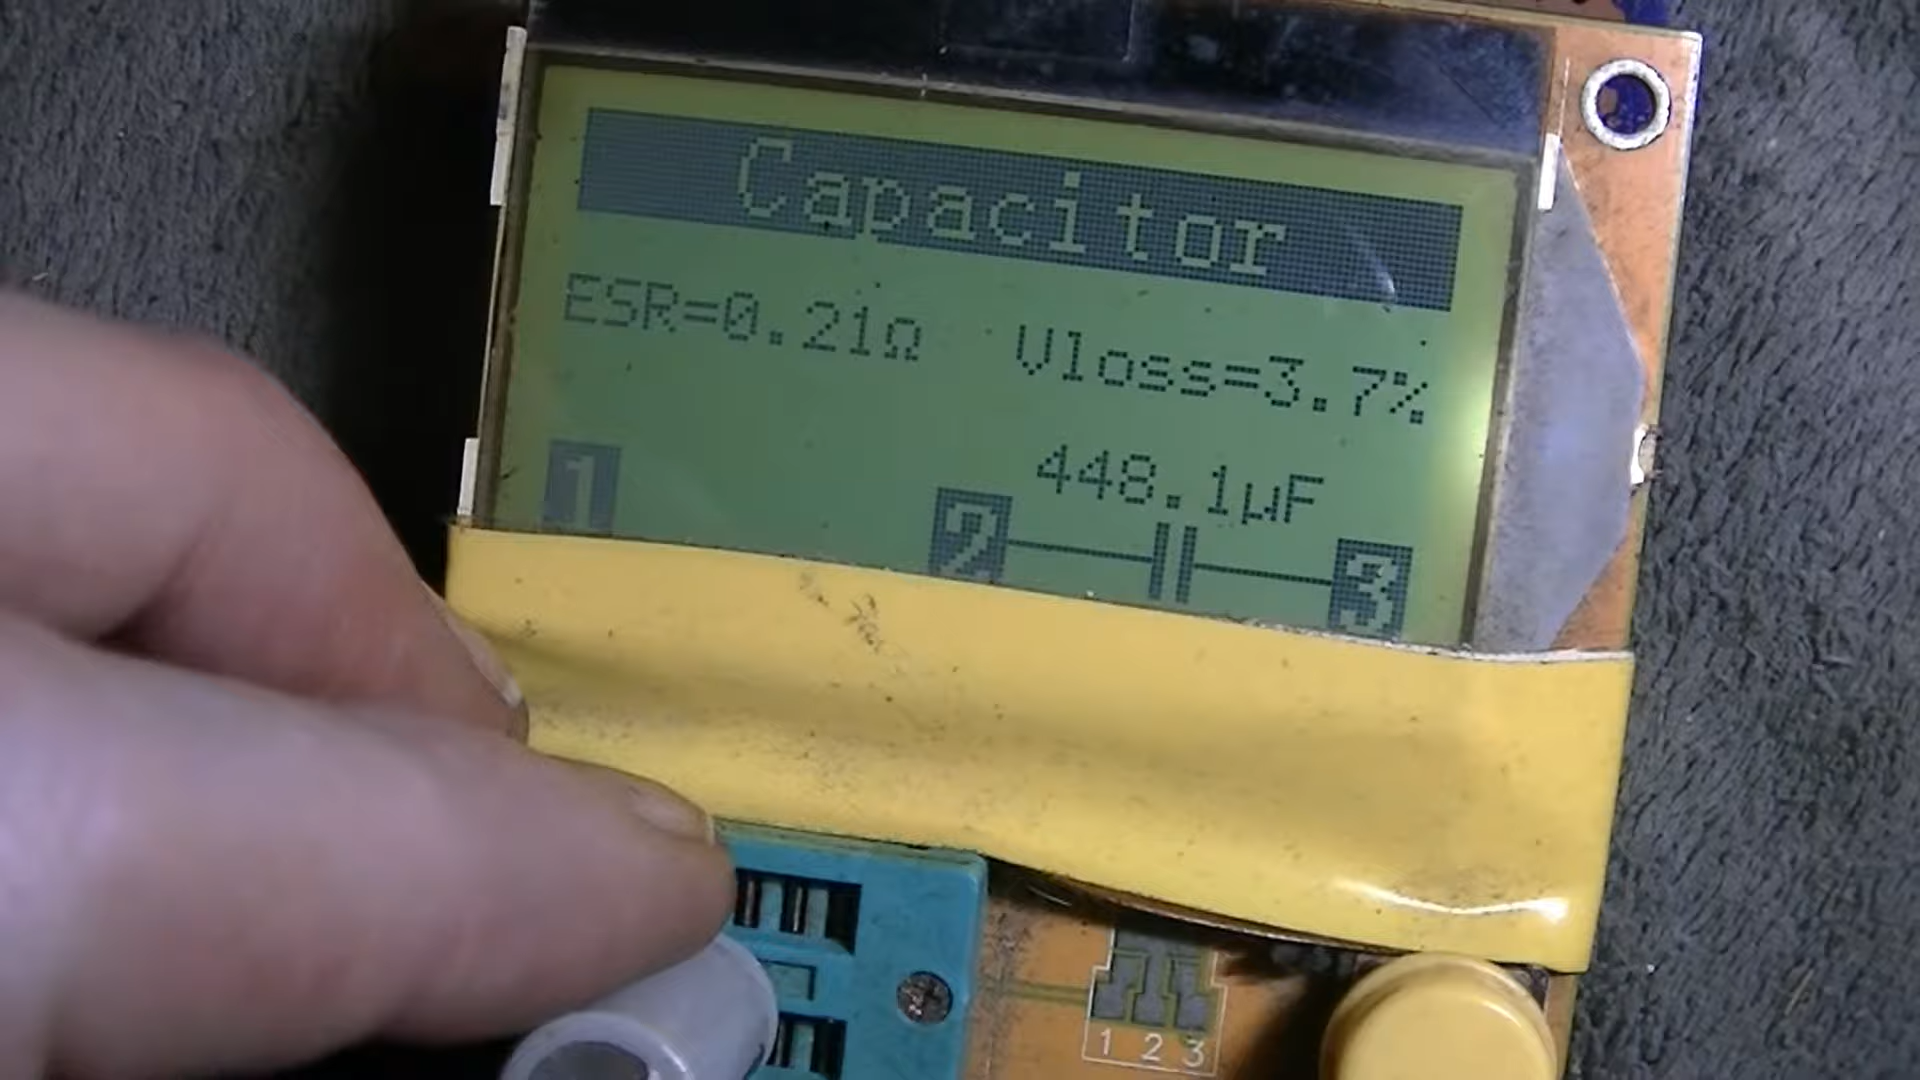 Capacitor
ESR=0.21Ω Vloss=3.7%
448.1µF
1 2 3
1 2 3